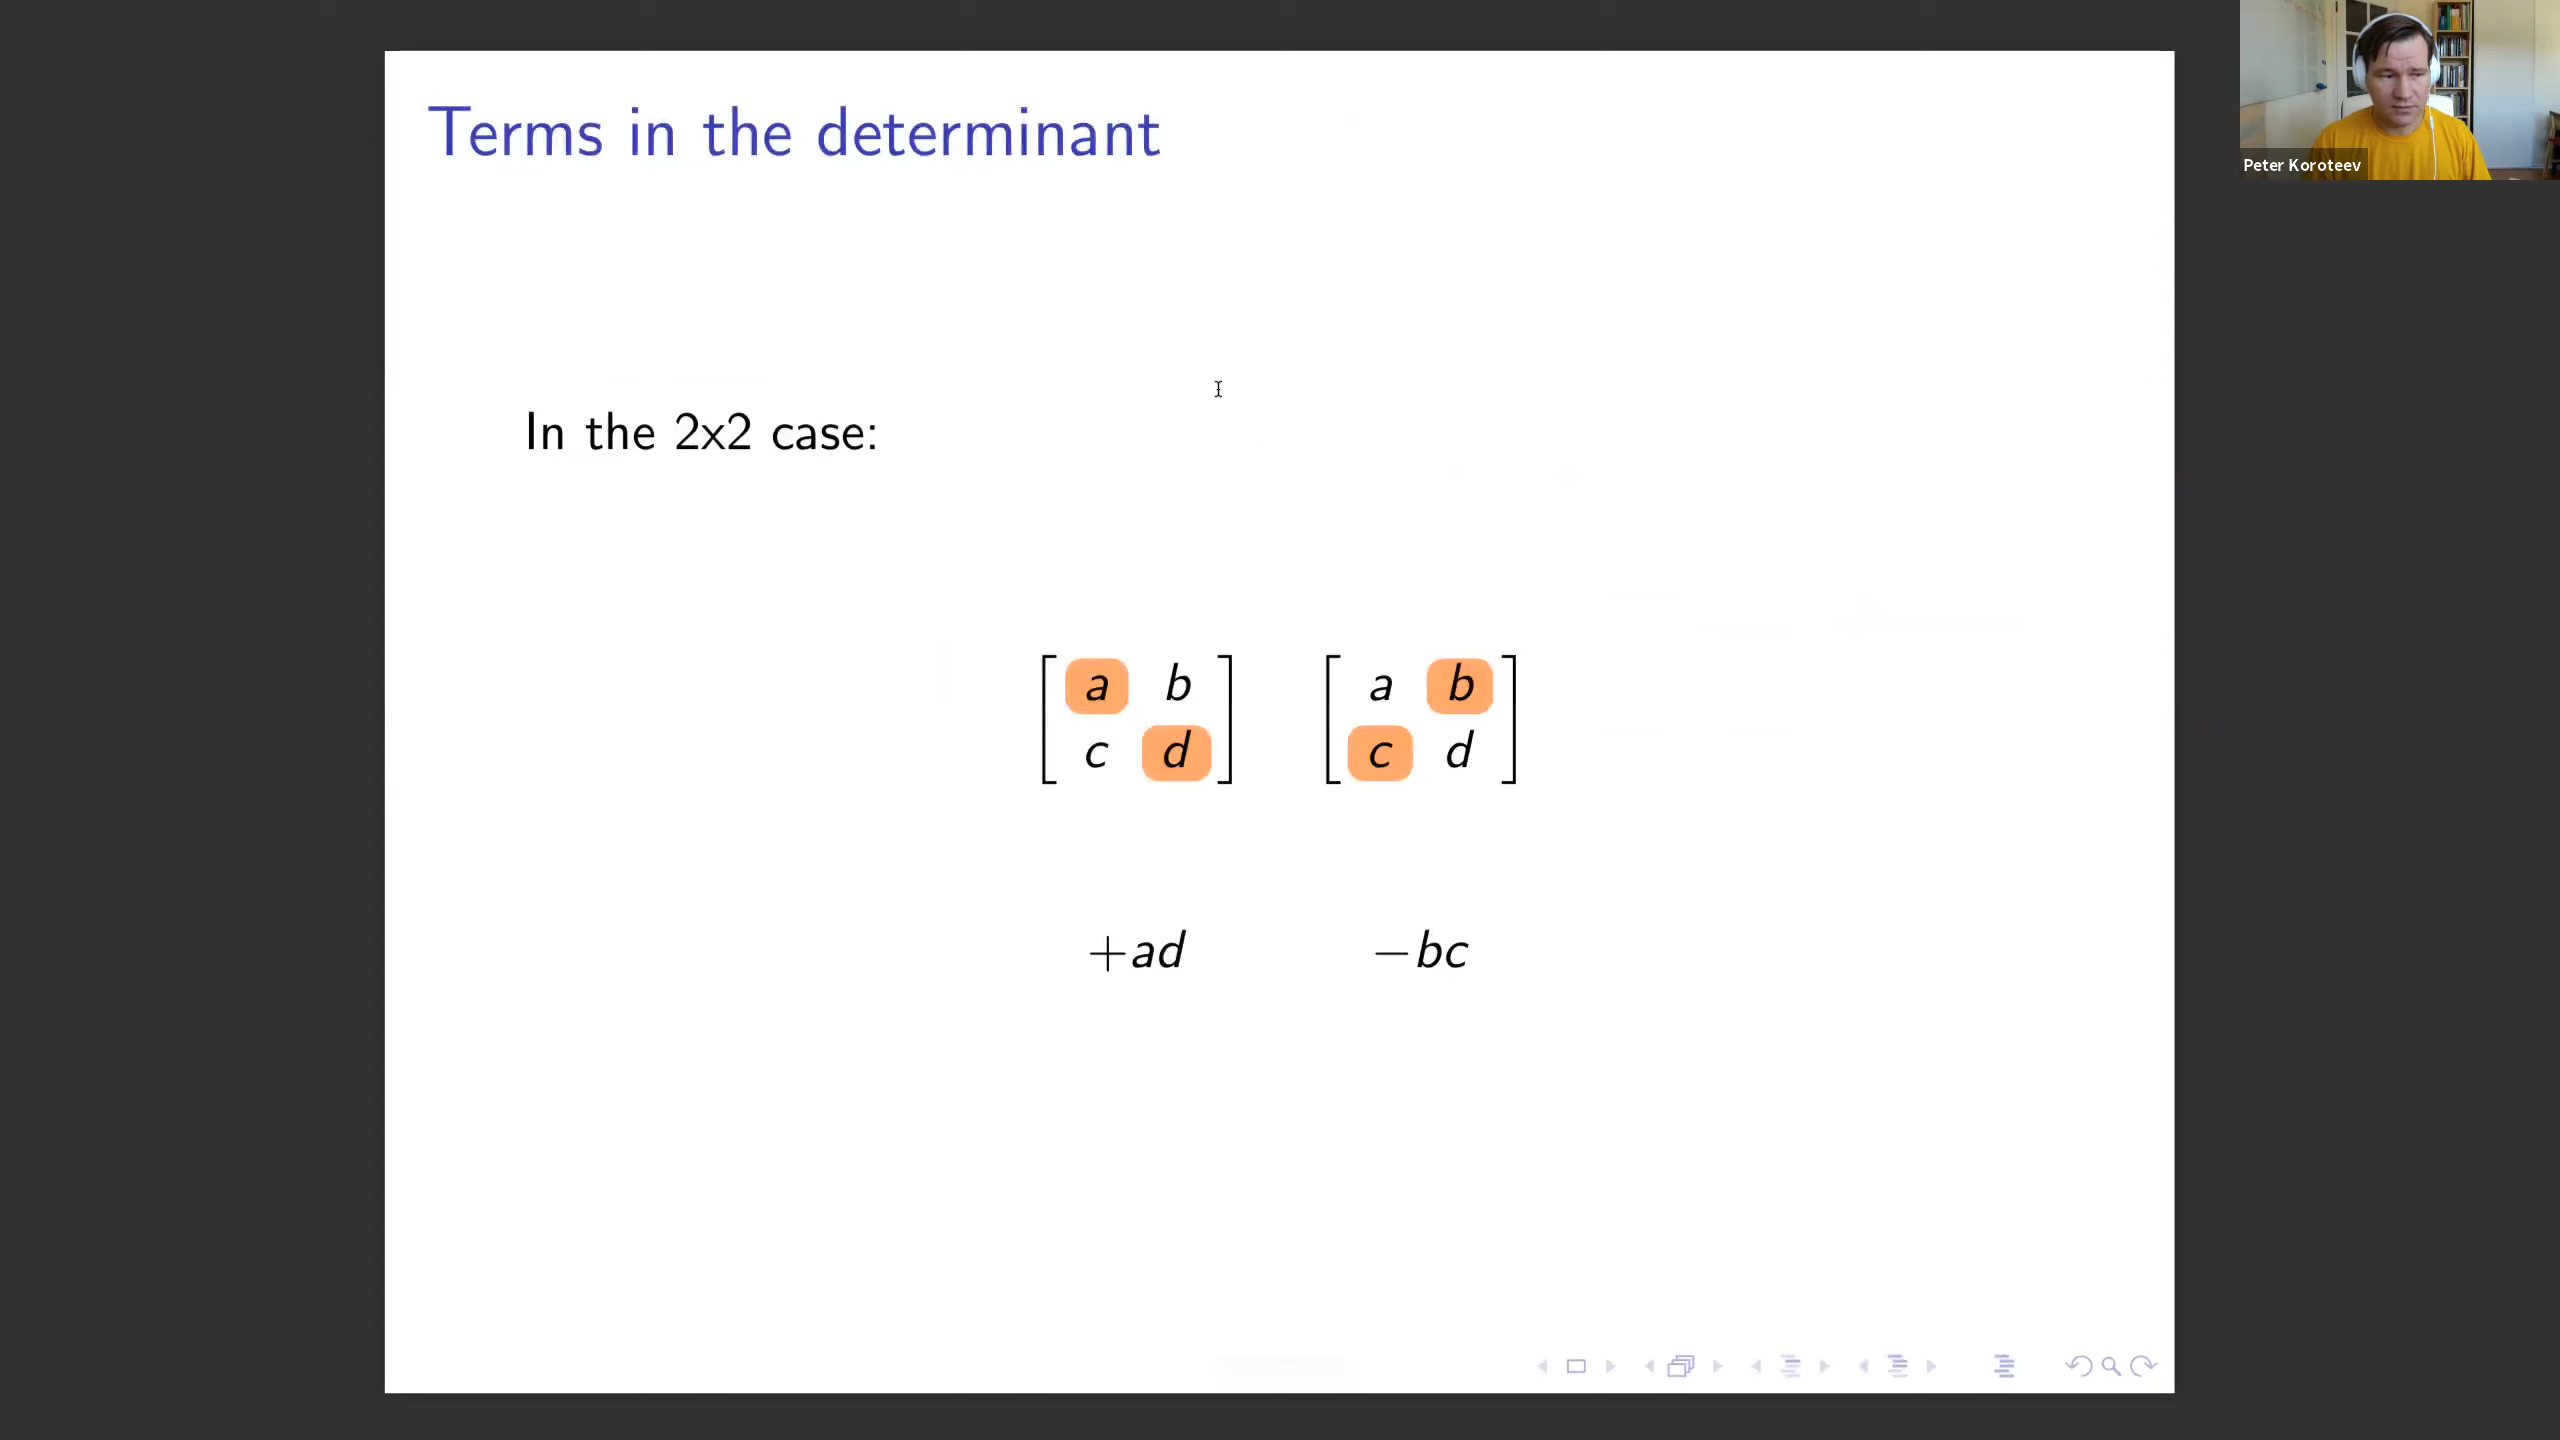 Terms in the determinant
Peter Koroteev
In the 2x2 case:
[ a b ] [ a b ]
[ c d ] [ c d ]
+ad −bc